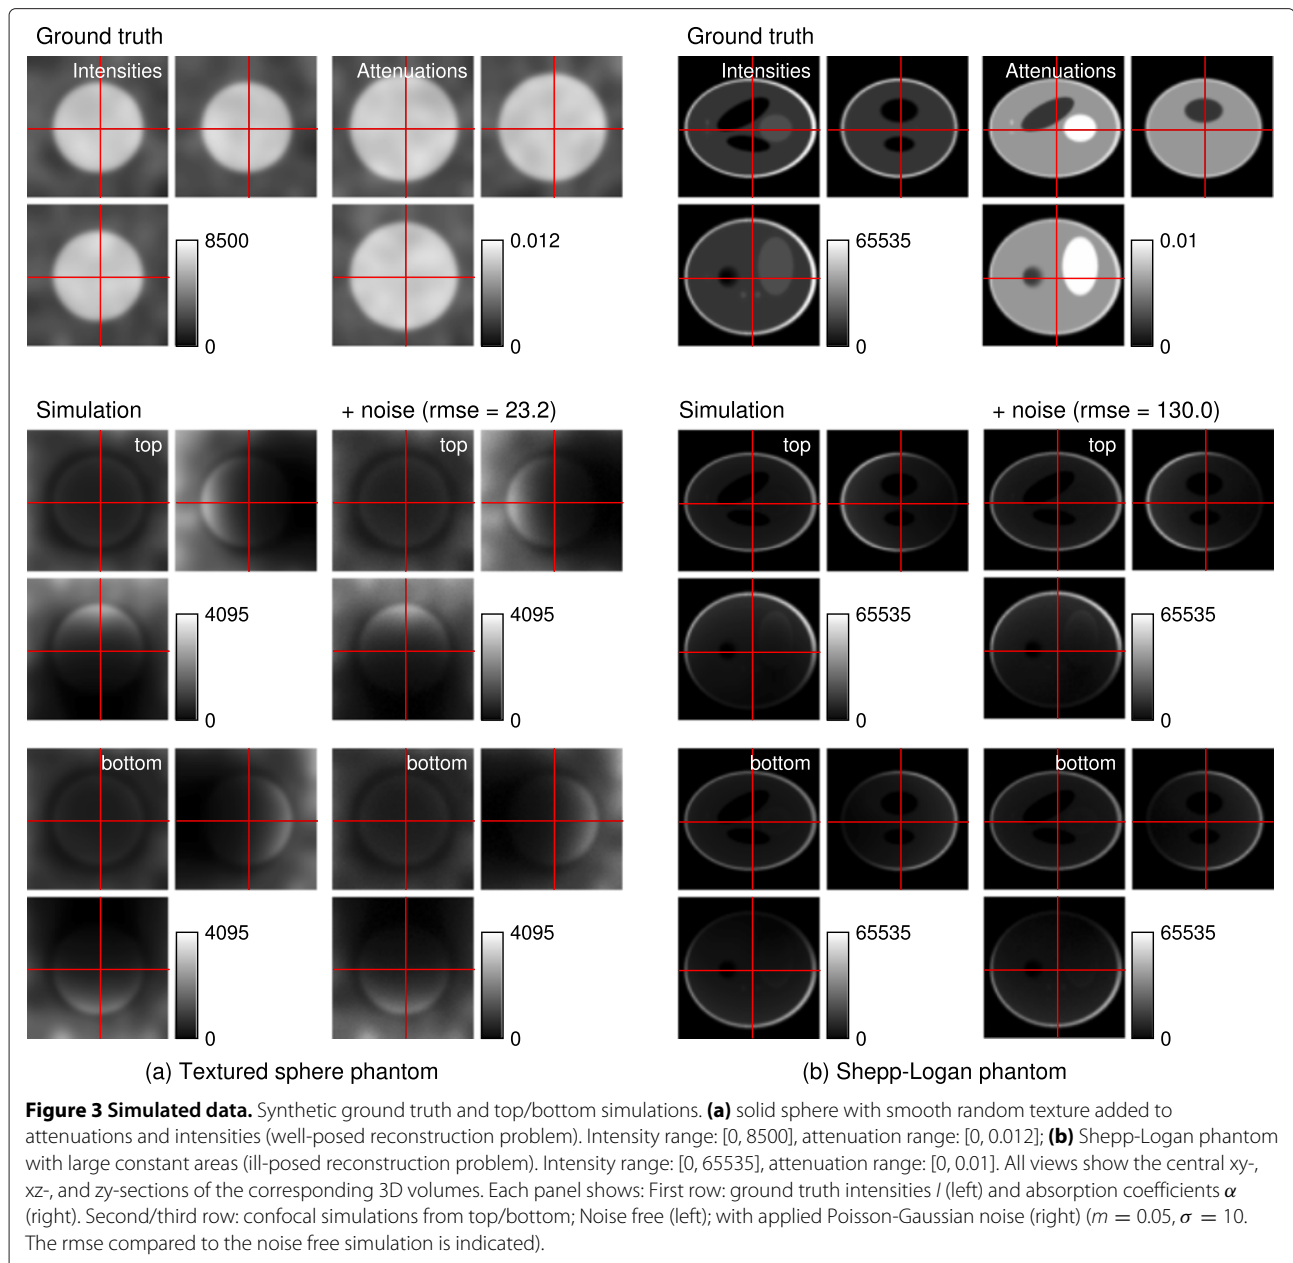 Ground truth
Intensities
Attenuations
8500
0
0.012
0
Simulation
+ noise (rmse = 23.2)
top
top
4095
0
4095
0
bottom
bottom
4095
0
4095
0
(a) Textured sphere phantom
Ground truth
Intensities
Attenuations
65535
0
0.01
0
Simulation
+ noise (rmse = 130.0)
top
top
65535
0
65535
0
bottom
bottom
65535
0
65535
0
(b) Shepp-Logan phantom
Figure 3 Simulated data. Synthetic ground truth and top/bottom simulations. (a) solid sphere with smooth random texture added to
attenuations and intensities (well-posed reconstruction problem). Intensity range: [0, 8500], attenuation range: [0, 0.012]; (b) Shepp-Logan phantom
with large constant areas (ill-posed reconstruction problem). Intensity range: [0, 65535], attenuation range: [0, 0.01]. All views show the central xy-,
xz-, and zy-sections of the corresponding 3D volumes. Each panel shows: First row: ground truth intensities I (left) and absorption coefficients α
(right). Second/third row: confocal simulations from top/bottom; Noise free (left); with applied Poisson-Gaussian noise (right) (m = 0.05, σ = 10.
The rmse compared to the noise free simulation is indicated).